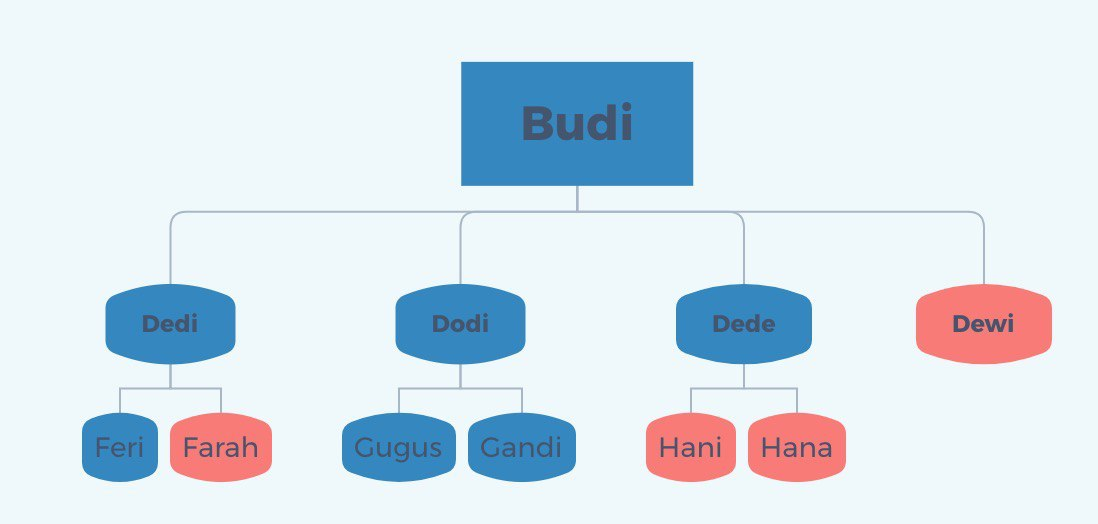 Budi
Dedi
Dodi
Dede
Dewi
Feri
Farah
Gugus
Gandi
Hani
Hana